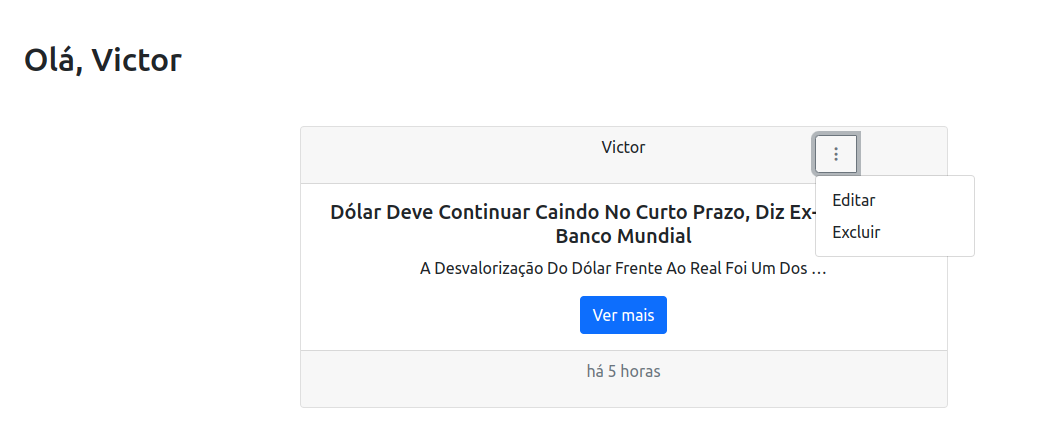 Olá, Victor
Victor
Editar
Excluir
Dólar Deve Continuar Caindo No Curto Prazo, Diz Ex-
Banco Mundial
A Desvalorização Do Dólar Frente Ao Real Foi Um Dos ...
Ver mais
há 5 horas